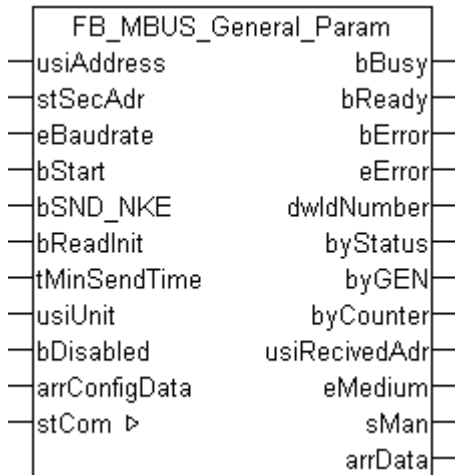 FB_MBUS_General_Param
usiAddress bBusy
stSecAdr bReady
eBaudrate bError
bStart eError
bSND_NKE dwIdNumber
bReadInit byStatus
tMinSendTime byGEN
usiUnit byCounter
bDisabled usiRecivedAdr
arrConfigData eMedium
stCom ▷ sMan
arrData